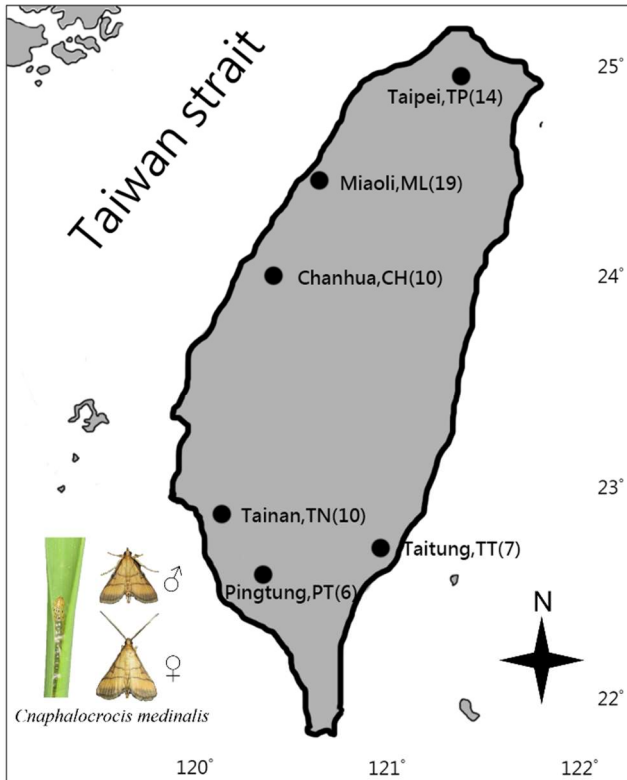 Taiwan strait
25°
Taipei,TP(14)
Miaoli,ML(19)
Chanhua,CH(10)
24°
23°
Tainan,TN(10)
Taitung,TT(7)
Pingtung,PT(6)
♂
♀
N
Cnaphalocrocis medinalis
22°
120°
121°
122°